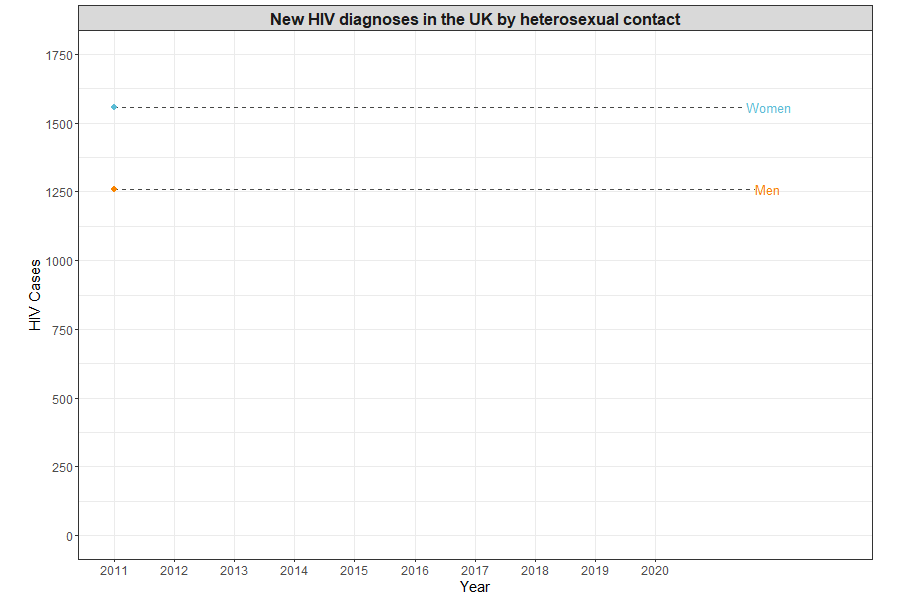 New HIV diagnoses in the UK by heterosexual contact
1750
Women
1500
Men
1250
1000
HIV Cases
750
500
250
0
2011 2012 2013 2014 2015 2016 2017 2018 2019 2020
Year